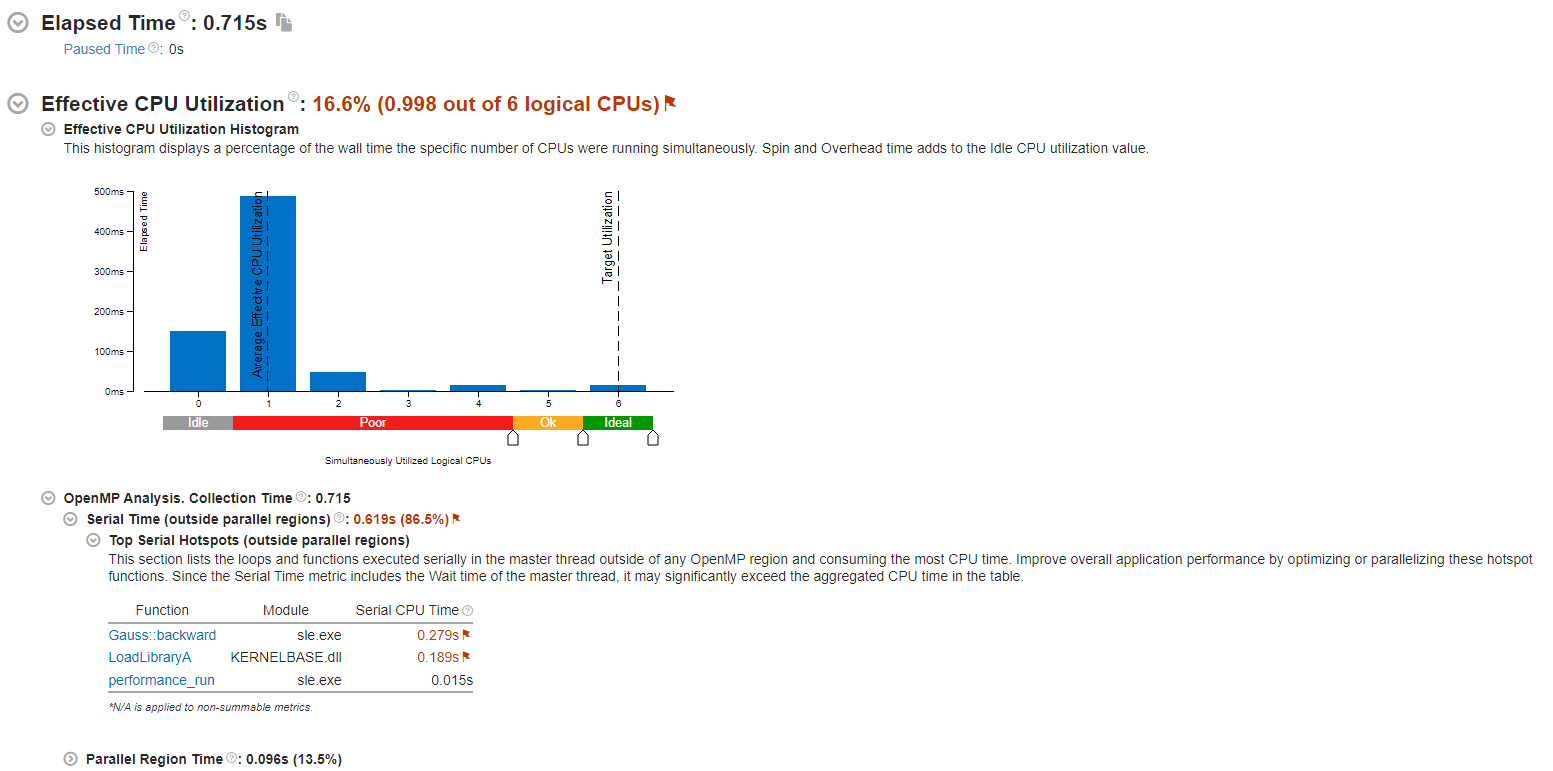 Elapsed Time ?: 0.715s
Paused Time ?: 0s
Effective CPU Utilization ?: 16.6% (0.998 out of 6 logical CPUs)
Effective CPU Utilization Histogram
This histogram displays a percentage of the wall time the specific number of CPUs were running simultaneously. Spin and Overhead time adds to the Idle CPU utilization value.
500ms
400ms
300ms
200ms
100ms
0ms
Elapsed Time
Average Effective CPU Utilization
Target Utilization
0 1 2 3 4 5 6
Idle Poor Ok Ideal
Simultaneously Utilized Logical CPUs
OpenMP Analysis. Collection Time ?: 0.715
Serial Time (outside parallel regions) ?: 0.619s (86.5%)
Top Serial Hotspots (outside parallel regions)
This section lists the loops and functions executed serially in the master thread outside of any OpenMP region and consuming the most CPU time. Improve overall application performance by optimizing or parallelizing these hotspot
functions. Since the Serial Time metric includes the Wait time of the master thread, it may significantly exceed the aggregated CPU time in the table.
Function Module Serial CPU Time ?
Gauss::backward sle.exe 0.279s
LoadLibraryA KERNELBASE.dll 0.189s
performance_run sle.exe 0.015s
*N/A is applied to non-summable metrics.
Parallel Region Time ?: 0.096s (13.5%)